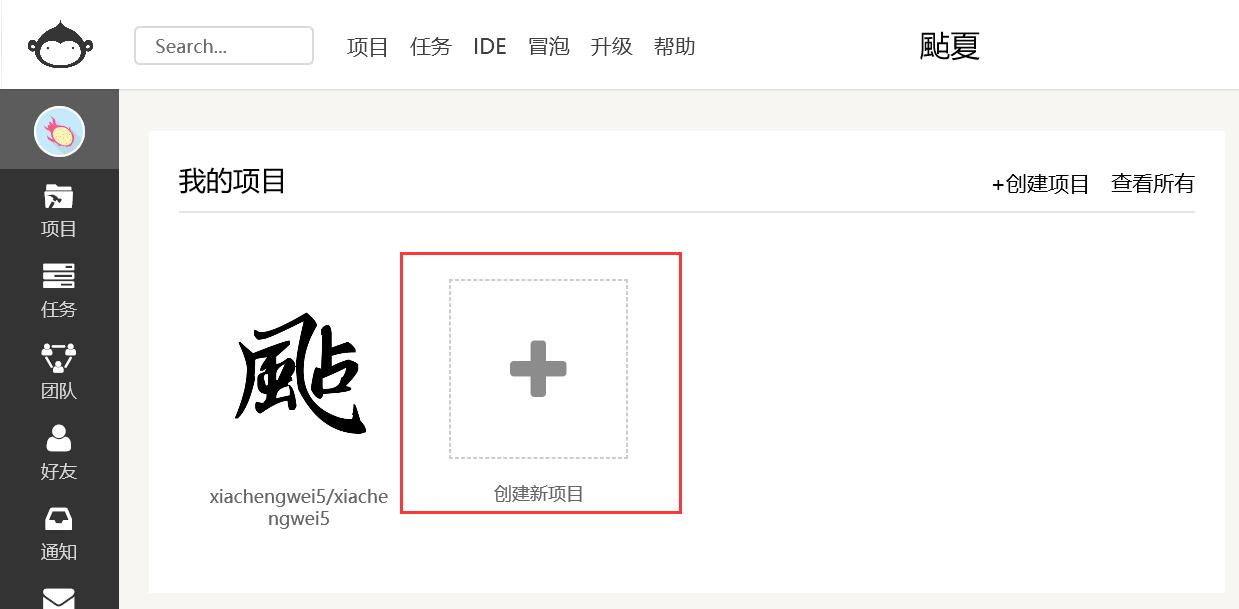 Search...
项目 任务 IDE 冒泡 升级 帮助
颭夏
项目
任务
团队
好友
通知
我的项目
+创建项目 查看所有
颭
xiachengwei5/xiache
ngwei5
创建新项目